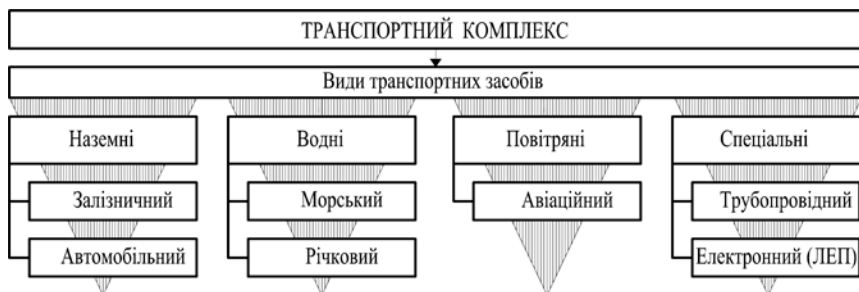 ТРАНСПОРТНИЙ КОМПЛЕКС
Види транспортних засобів
Наземні
Водні
Повітряні
Спеціальні
Залізничний
Морський
Авіаційний
Трубопровідний
Автомобільний
Річковий
Електронний (ЛЕП)